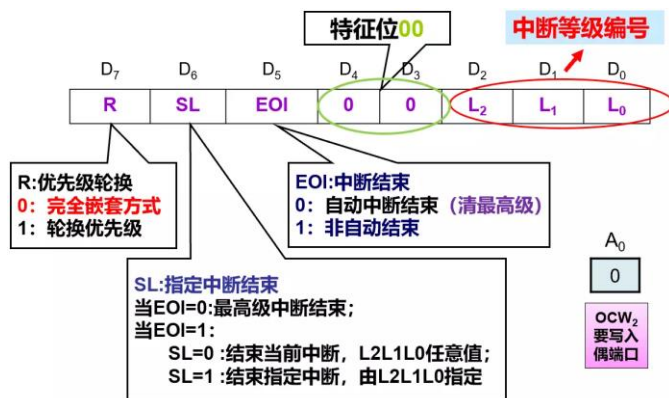 特征位00
中断等级编号
D7 D6 D5 D4 D3 D2 D1 D0
R SL EOI 0 0 L2 L1 L0
R:优先级轮换
0：完全嵌套方式
1：轮换优先级
EOI:中断结束
0：自动中断结束（清最高级）
1：非自动结束
SL:指定中断结束
当EOI=0:最高级中断结束；
当EOI=1：
SL=0 :结束当前中断，L2L1L0任意值；
SL=1 :结束指定中断，由L2L1L0指定
A0
0
OCW2
要写入
偶端口